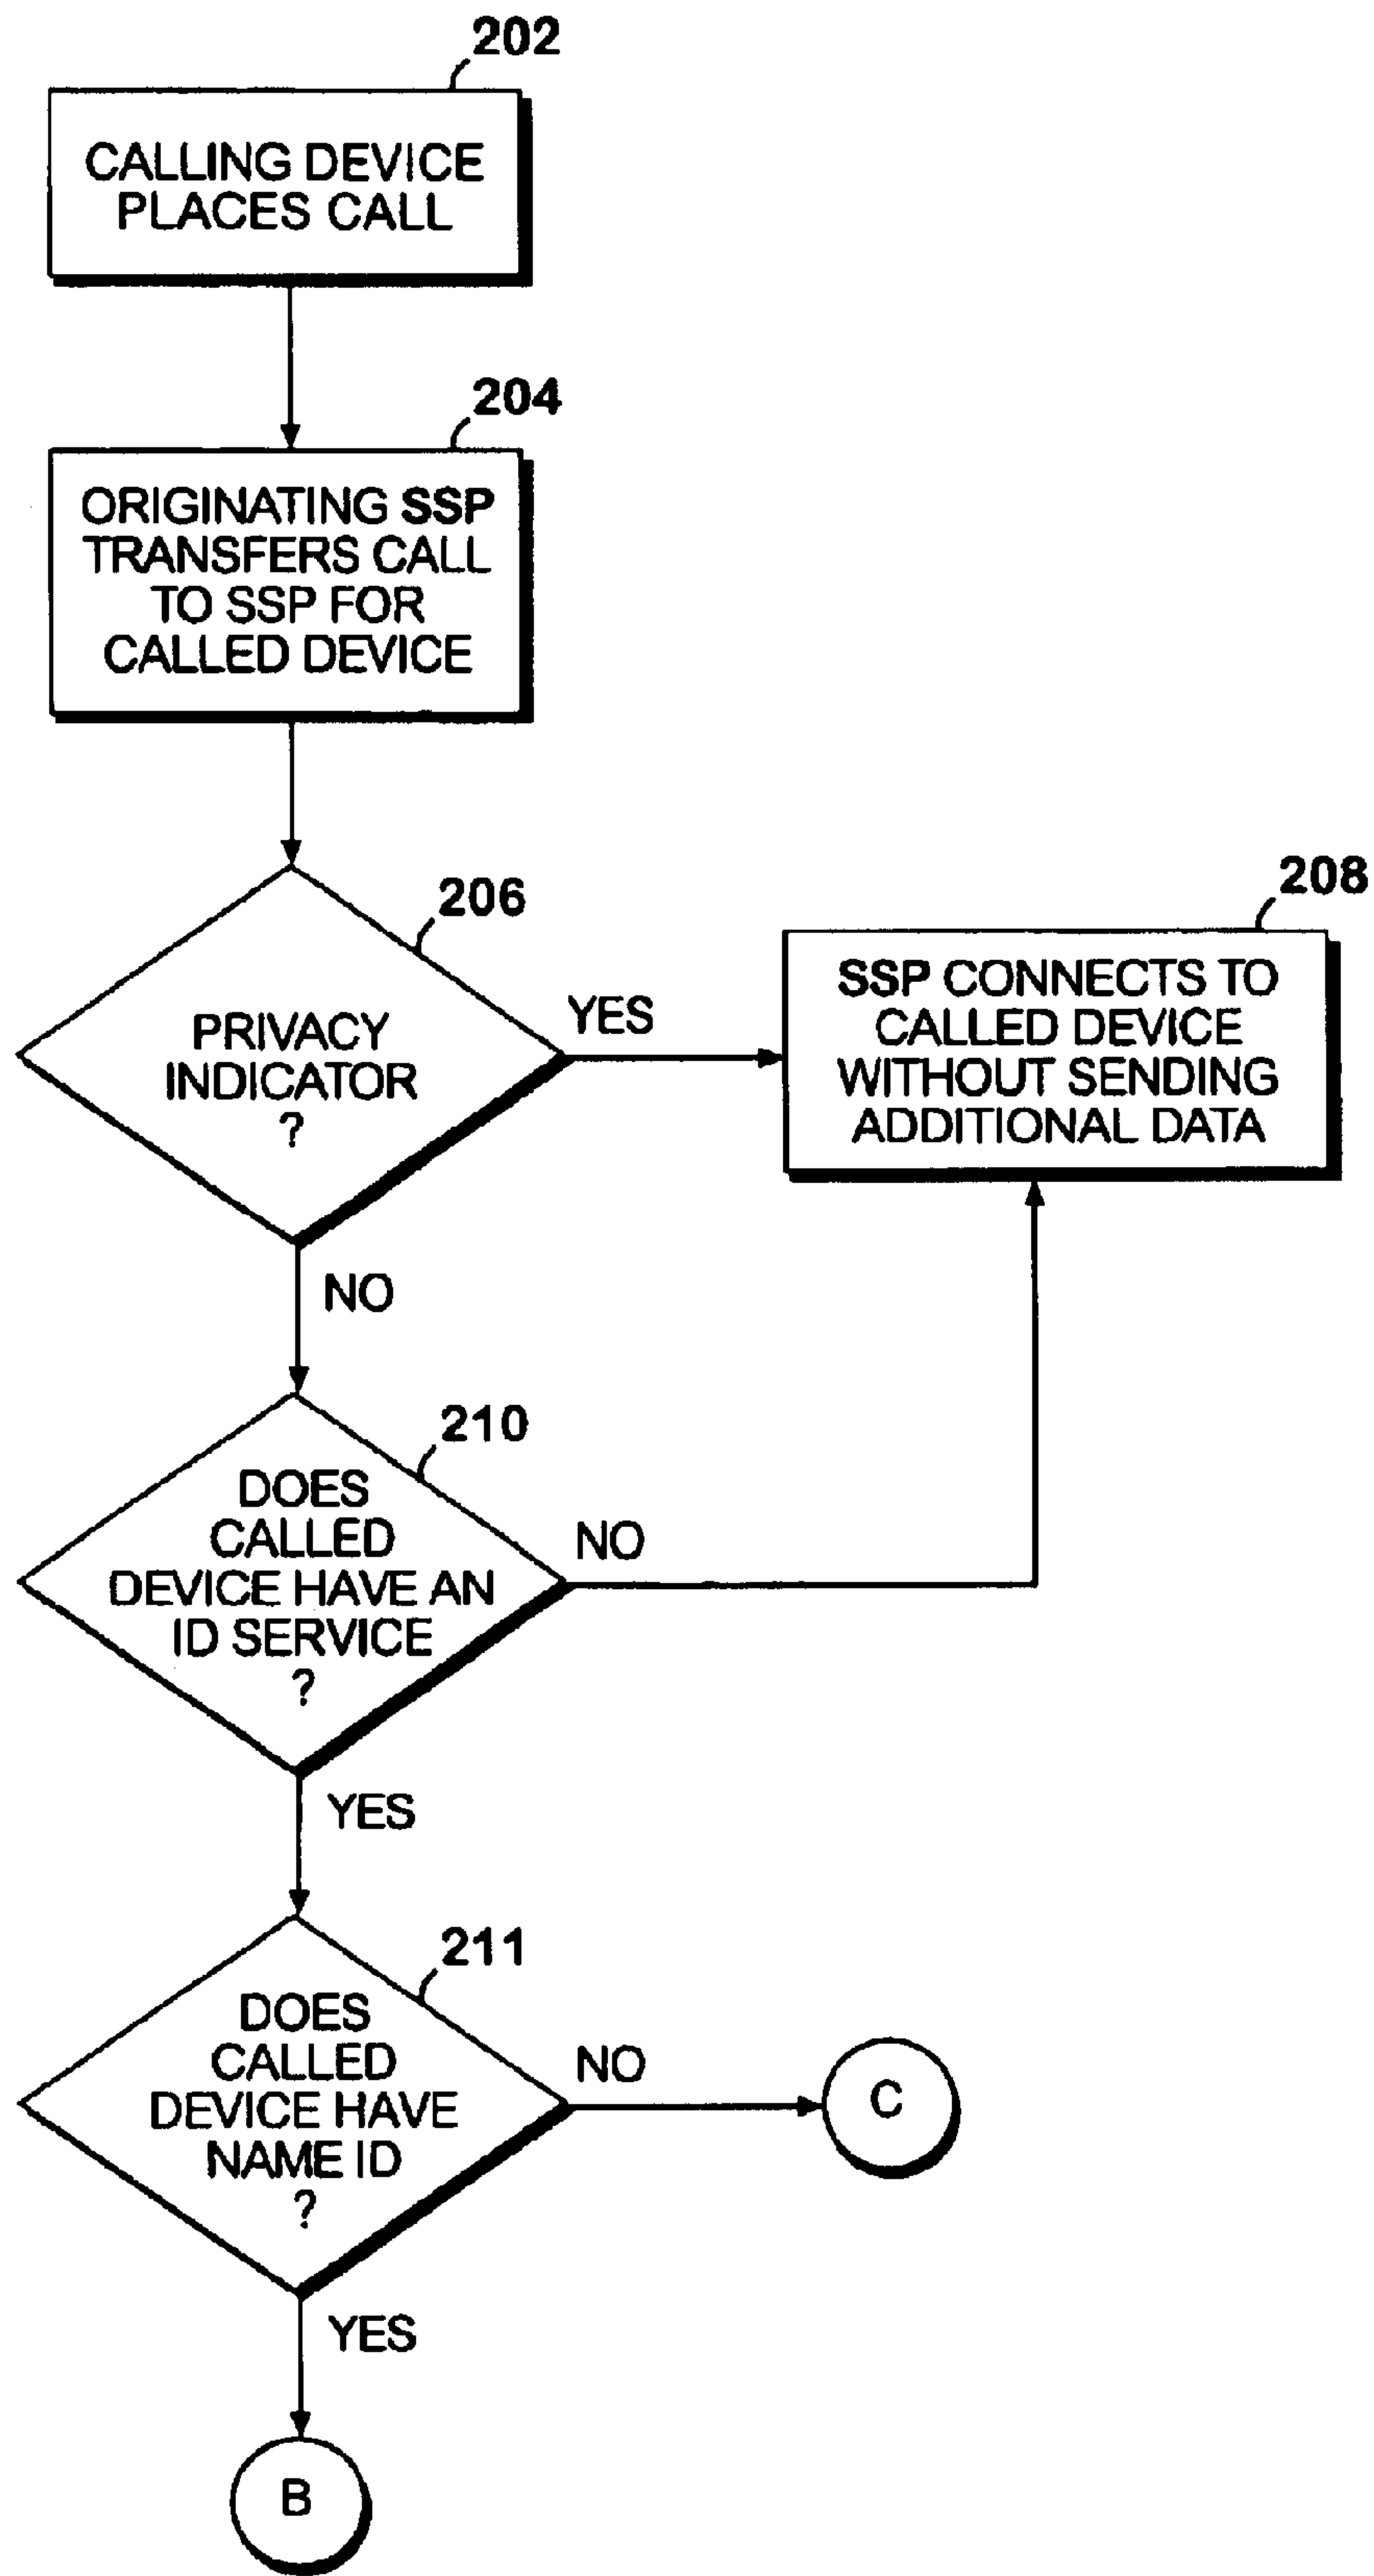 202
CALLING DEVICE
PLACES CALL
204
ORIGINATING SSP
TRANSFERS CALL
TO SSP FOR
CALLED DEVICE
206
PRIVACY
INDICATOR
?
YES
208
SSP CONNECTS TO
CALLED DEVICE
WITHOUT SENDING
ADDITIONAL DATA
NO
210
DOES
CALLED
DEVICE HAVE AN
ID SERVICE
?
NO
YES
211
DOES
CALLED
DEVICE HAVE
NAME ID
?
NO
C
YES
B